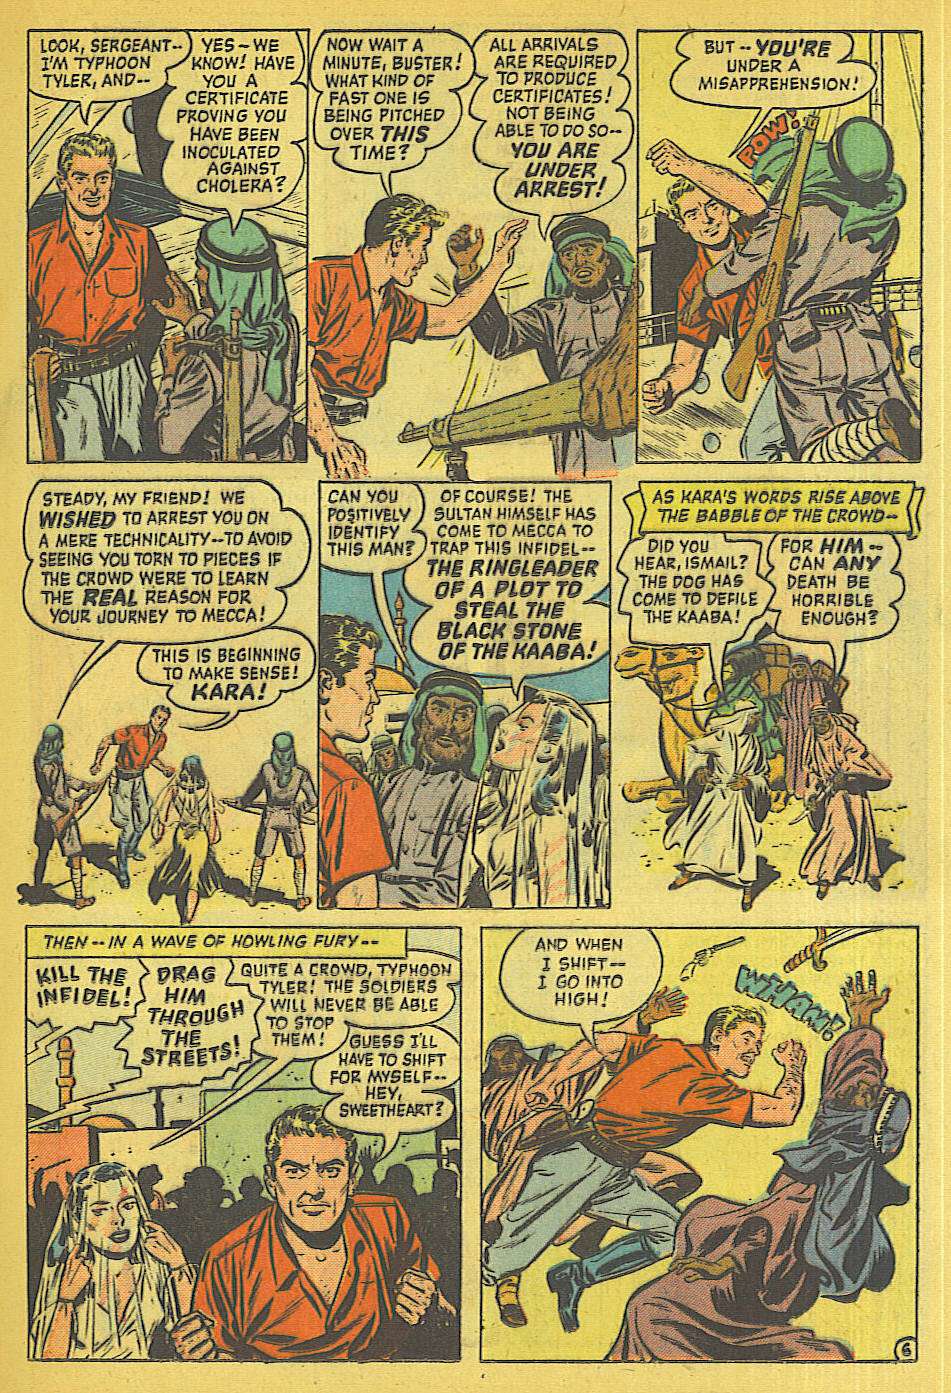 LOOK, SERGEANT--
I'M TYPHOON
TYLER, AND--
YES--WE
KNOW! HAVE
YOU A
CERTIFICATE
PROVING YOU
HAVE BEEN
INOCULATED
AGAINST
CHOLERA?
NOW WAIT A
MINUTE, BUSTER!
WHAT KIND OF
FAST ONE IS
BEING PITCHED
OVER THIS
TIME?
ALL ARRIVALS
ARE REQUIRED
TO PRODUCE
CERTIFICATES!
NOT BEING
ABLE TO DO SO--
YOU ARE
UNDER
ARREST!
BUT--YOU'RE
UNDER A
MISAPPREHENSION!
POW!
STEADY, MY FRIEND! WE
WISHED TO ARREST YOU ON
A MERE TECHNICALITY--TO AVOID
SEEING YOU TORN TO PIECES IF
THE CROWD WERE TO LEARN
THE REAL REASON FOR
YOUR JOURNEY TO MECCA!
THIS IS BEGINNING
TO MAKE SENSE!
KARA!
CAN YOU
POSITIVELY
IDENTIFY
THIS MAN?
OF COURSE! THE
SULTAN HIMSELF HAS
COME TO MECCA TO
TRAP THIS INFIDEL--
THE RINGLEADER
OF A PLOT TO
STEAL THE
BLACK STONE
OF THE KAABA!
AS KARA'S WORDS RISE ABOVE
THE BABBLE OF THE CROWD--
DID YOU
HEAR, ISMAIL?
THE DOG HAS
COME TO DEFILE
THE KAABA!
FOR HIM--
CAN ANY
DEATH BE
HORRIBLE
ENOUGH?
THEN--IN A WAVE OF HOWLING FURY--
KILL THE
INFIDEL!
DRAG
HIM
THROUGH
THE
STREETS!
QUITE A CROWD, TYPHOON
TYLER! THE SOLDIERS
WILL NEVER BE ABLE
TO STOP
THEM!
GUESS I'LL
HAVE TO SHIFT
FOR MYSELF--
HEY,
SWEETHEART?
AND WHEN
I SHIFT--
I GO INTO
HIGH!
WHAM!
6